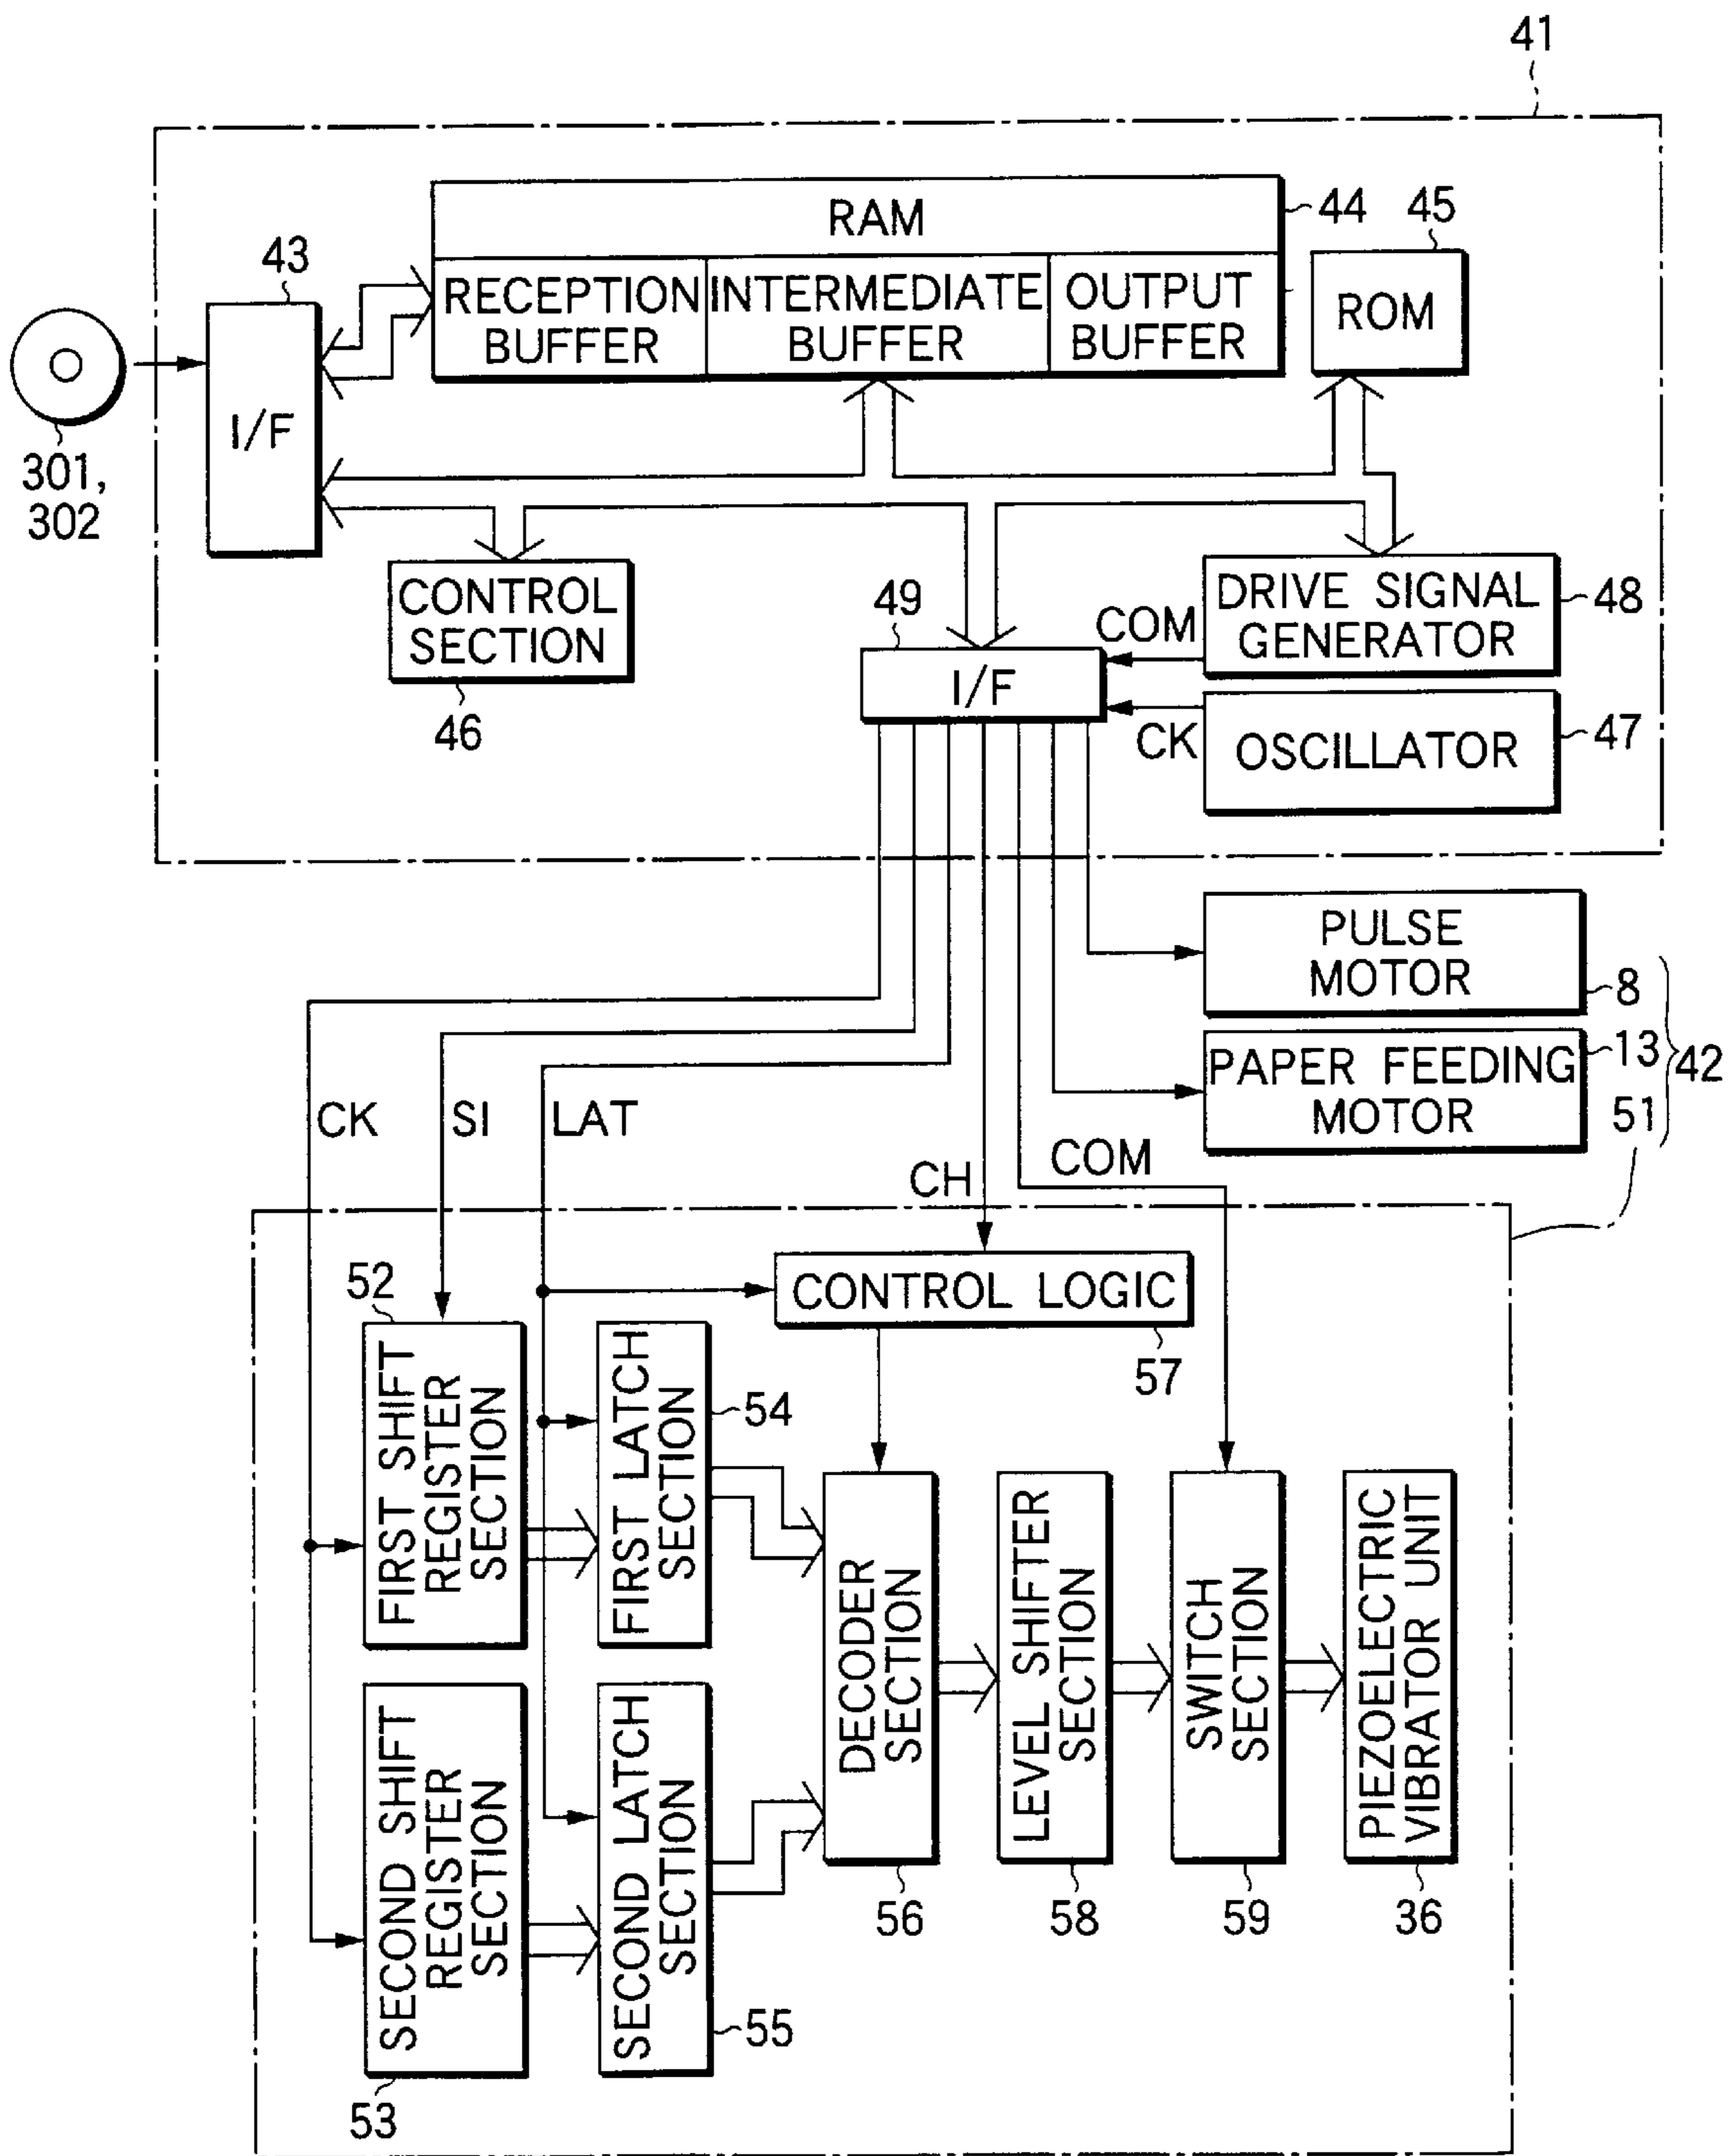 41
RAM
44
45
43
RECEPTION
BUFFER
INTERMEDIATE
BUFFER
OUTPUT
BUFFER
ROM
I/F
301,
302
CONTROL
SECTION
46
49
I/F
COM
DRIVE SIGNAL
GENERATOR
48
CK
OSCILLATOR
47
PULSE
MOTOR
8
PAPER FEEDING
MOTOR
13
42
51
CK
SI
LAT
CH
COM
CONTROL LOGIC
57
52
FIRST SHIFT
REGISTER
SECTION
FIRST LATCH
SECTION
54
SECOND SHIFT
REGISTER
SECTION
53
SECOND LATCH
SECTION
55
DECODER
SECTION
56
LEVEL SHIFTER
SECTION
58
SWITCH
SECTION
59
PIEZOELECTRIC
VIBRATOR UNIT
36